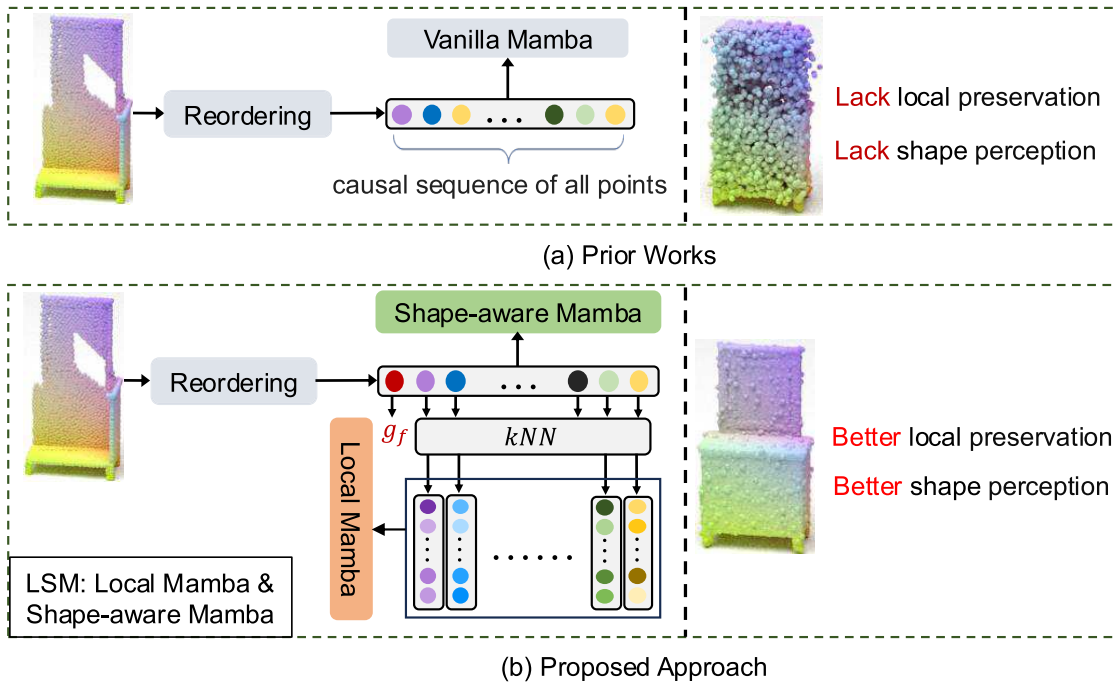 Vanilla Mamba
Reordering
...
causal sequence of all points
Lack local preservation
Lack shape perception
(a) Prior Works
Shape-aware Mamba
Reordering
...
g_f
kNN
Local Mamba
......
Better local preservation
Better shape perception
LSM: Local Mamba &
Shape-aware Mamba
(b) Proposed Approach